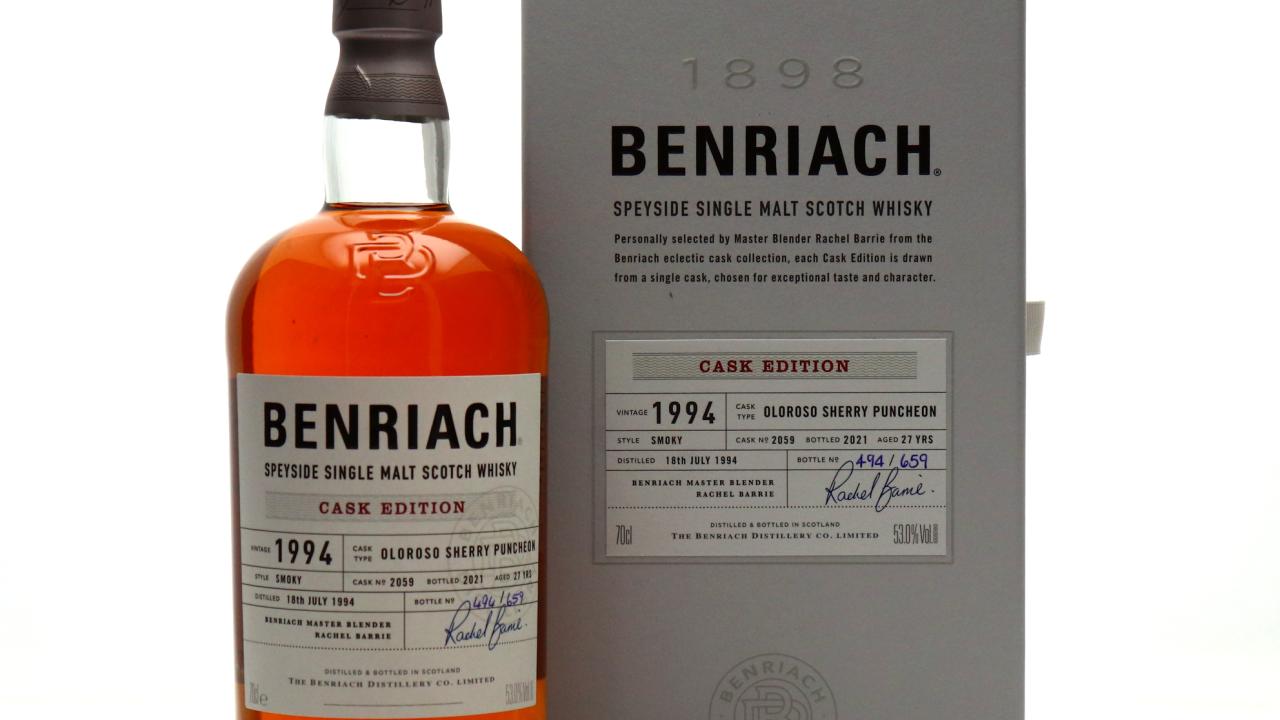 BENRIACH®
SPEYSIDE SINGLE MALT SCOTCH WHISKY
CASK EDITION
VINTAGE 1994 CASK TYPE OLOROSO SHERRY PUNCHEON
STYLE SMOKY CASK Nº 2059 BOTTLED 2021 AGED 27 YRS
DISTILLED 18th JULY 1994 BOTTLE Nº 494/659
BENRIACH MASTER BLENDER
RACHEL BARRIE Rachel Barrie.
DISTILLED & BOTTLED IN SCOTLAND
THE BENRIACH DISTILLERY CO. LIMITED
70cl e 53.0% Vol
1898
BENRIACH®
SPEYSIDE SINGLE MALT SCOTCH WHISKY
Personally selected by Master Blender Rachel Barrie from the
Benriach eclectic cask collection, each Cask Edition is drawn
from a single cask, chosen for exceptional taste and character.
CASK EDITION
VINTAGE 1994 CASK TYPE OLOROSO SHERRY PUNCHEON
STYLE SMOKY CASK Nº 2059 BOTTLED 2021 AGED 27 YRS
DISTILLED 18th JULY 1994 BOTTLE Nº 494/659
BENRIACH MASTER BLENDER
RACHEL BARRIE Rachel Barrie.
DISTILLED & BOTTLED IN SCOTLAND
70cl THE BENRIACH DISTILLERY CO. LIMITED 53.0% Vol
BENRIACH